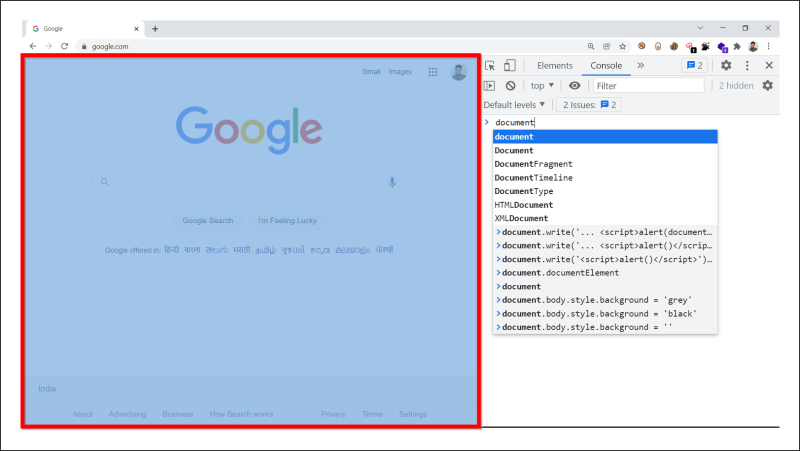 Google
google.com
Gmail Images
Google
Google Search I'm Feeling Lucky
Google offered in: हिन्दी বাংলা తెలుగు मराठी தமிழ் ગુજરાતી ಕನ್ನಡ മലയാളം ਪੰਜਾਬੀ
India
About Advertising Business How Search works Privacy Terms Settings
Elements Console 2
top Filter 2 hidden
Default levels 2 Issues: 2
document
document
Document
DocumentFragment
DocumentTimeline
DocumentType
HTMLDocument
XMLDocument
document.write('... <script>alert(document…
document.write('... <script>alert()</scrip…
document.write('<script>alert()</script>')…
document.documentElement
document
document.body.style.background = 'grey'
document.body.style.background = 'black'
document.body.style.background = ''